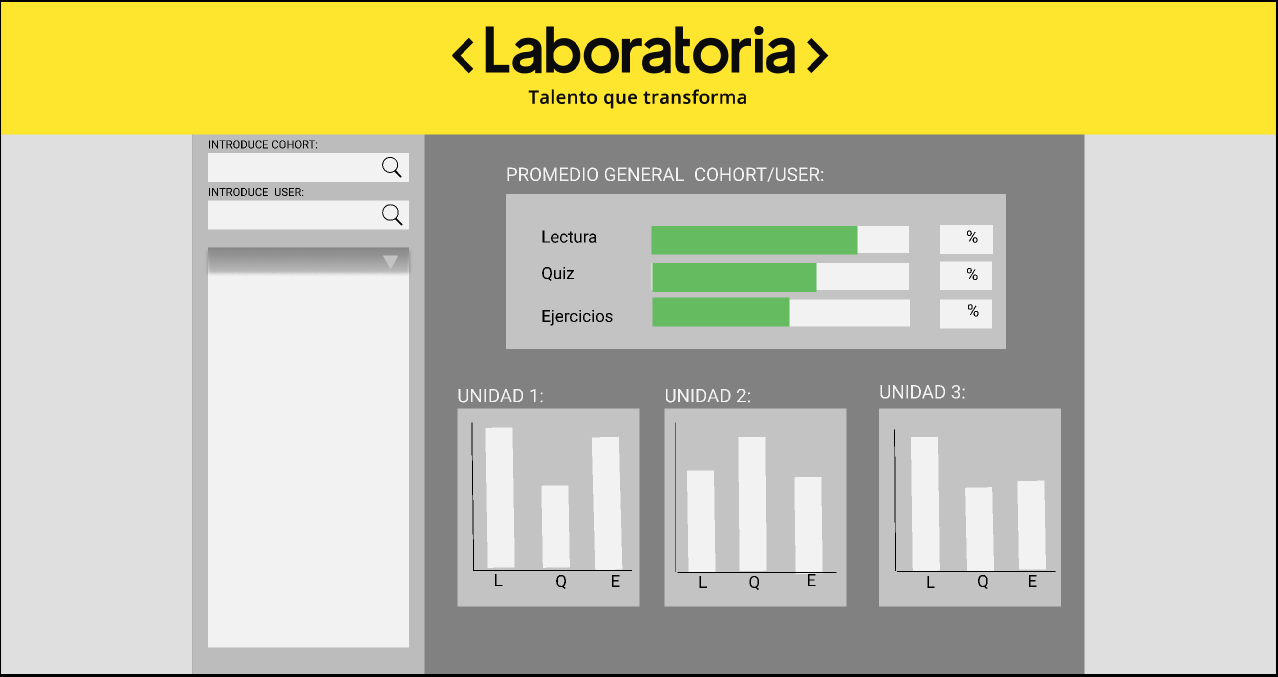 <Laboratoria>
Talento que transforma
INTRODUCE COHORT:
INTRODUCE USER:
PROMEDIO GENERAL COHORT/USER:
Lectura %
Quiz %
Ejercicios %
UNIDAD 1:
L Q E
UNIDAD 2:
L Q E
UNIDAD 3:
L Q E